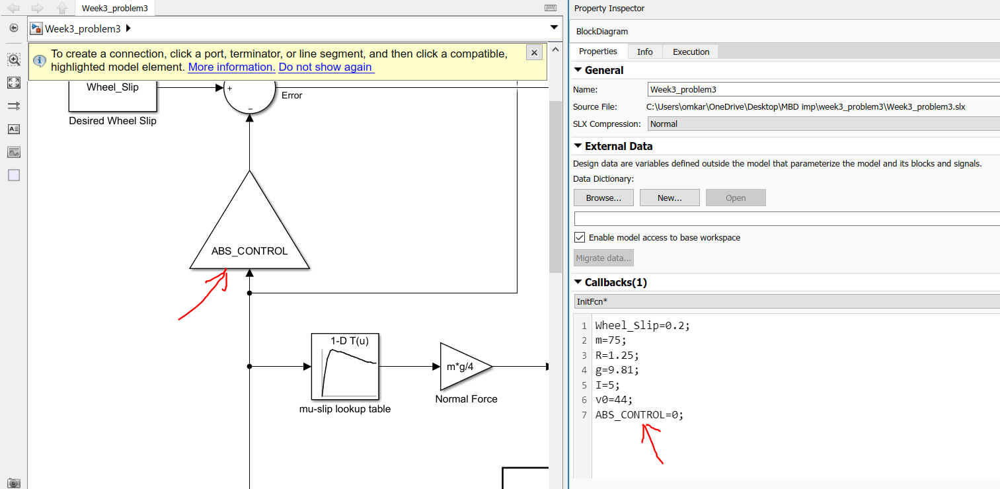 Week3_problem3
Week3_problem3
To create a connection, click a port, terminator, or line segment, and then click a compatible,
highlighted model element. More information. Do not show again
Wheel_Slip
+
−
Error
Desired Wheel Slip
ABS_CONTROL
1-D T(u)
mu-slip lookup table
m*g/4
Normal Force
Property Inspector
BlockDiagram
Properties Info Execution
General
Name: Week3_problem3
Source File: C:\Users\omkar\OneDrive\Desktop\MBD imp\week3_problem3\Week3_problem3.slx
SLX Compression: Normal
External Data
Design data are variables defined outside the model that parameterize the model and its blocks and signals.
Data Dictionary:
Browse... New... Open
Enable model access to base workspace
Migrate data...
Callbacks(1)
InitFcn*
1 Wheel_Slip=0.2;
2 m=75;
3 R=1.25;
4 g=9.81;
5 I=5;
6 v0=44;
7 ABS_CONTROL=0;